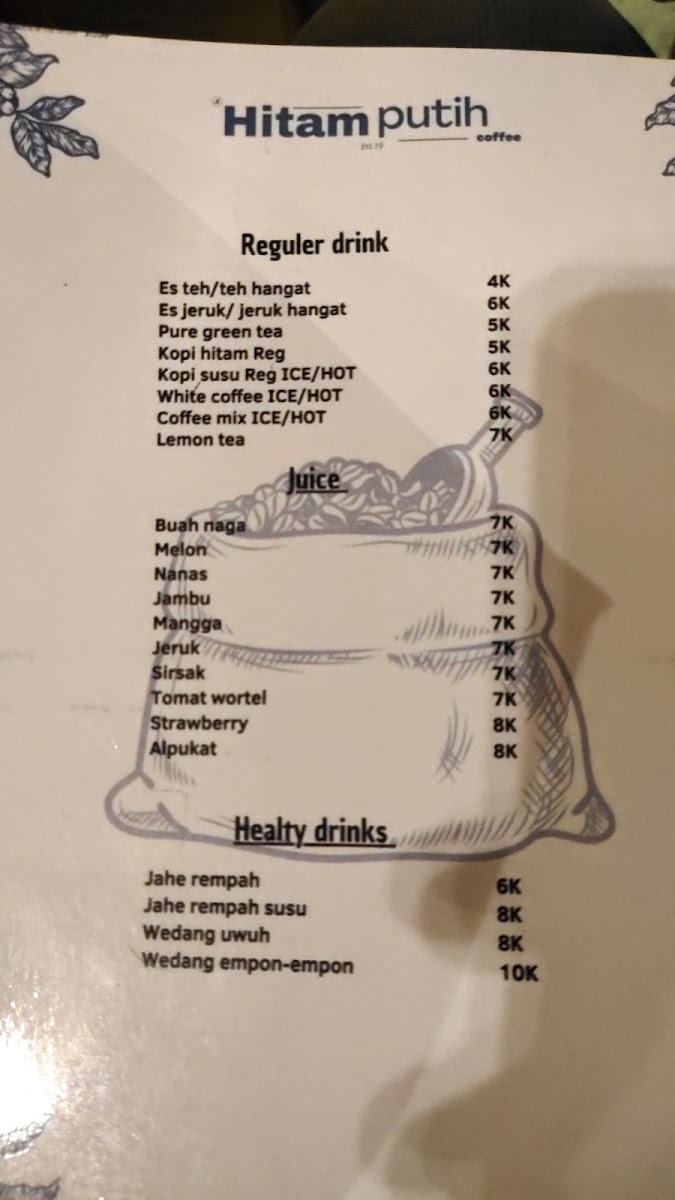 Hitam putih
coffee
Est.19
Reguler drink
Es teh/teh hangat 4K
Es jeruk/ jeruk hangat 6K
Pure green tea 5K
Kopi hitam Reg 5K
Kopi susu Reg ICE/HOT 6K
White coffee ICE/HOT 6K
Coffee mix ICE/HOT 6K
Lemon tea 7K
Juice
Buah naga 7K
Melon 7K
Nanas 7K
Jambu 7K
Mangga 7K
Jeruk 7K
Sirsak 7K
Tomat wortel 7K
Strawberry 8K
Alpukat 8K
Healty drinks
Jahe rempah 6K
Jahe rempah susu 8K
Wedang uwuh 8K
Wedang empon-empon 10K